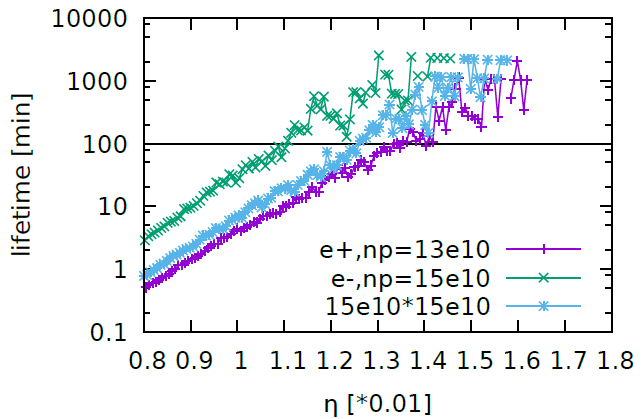 10000
1000
100
10
1
0.1
lifetime [min]
e+,np=13e10
e-,np=15e10
15e10*15e10
0.8 0.9 1 1.1 1.2 1.3 1.4 1.5 1.6 1.7 1.8
η [*0.01]